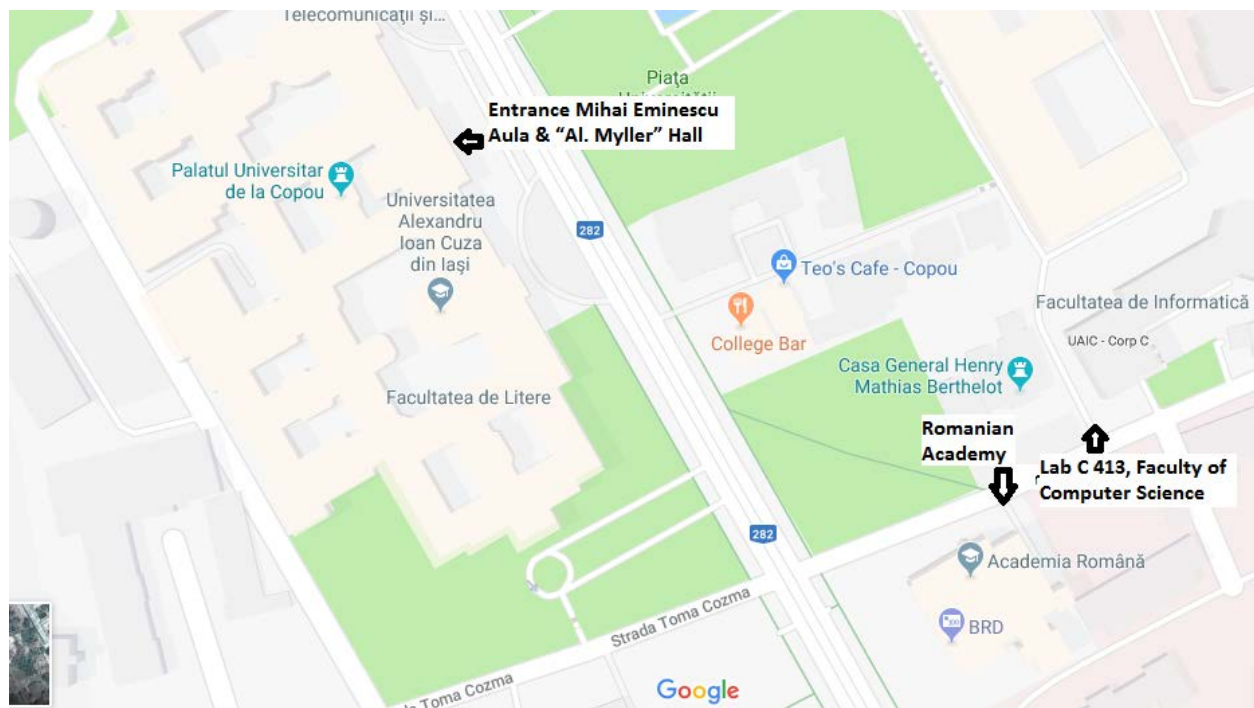 Telecomunicații și...
Piața
Entrance Mihai Eminescu
Aula & “Al. Myller” Hall
Palatul Universitar
de la Copou
Universitatea
Alexandru
Ioan Cuza
din Iași
282
Teo's Cafe - Copou
College Bar
Facultatea de Informatică
UAIC - Corp C
Casa General Henry
Mathias Berthelot
Facultatea de Litere
Romanian
Academy
Lab C 413, Faculty of
Computer Science
282
Academia Română
BRD
Strada Toma Cozma
Toma Cozma
Google